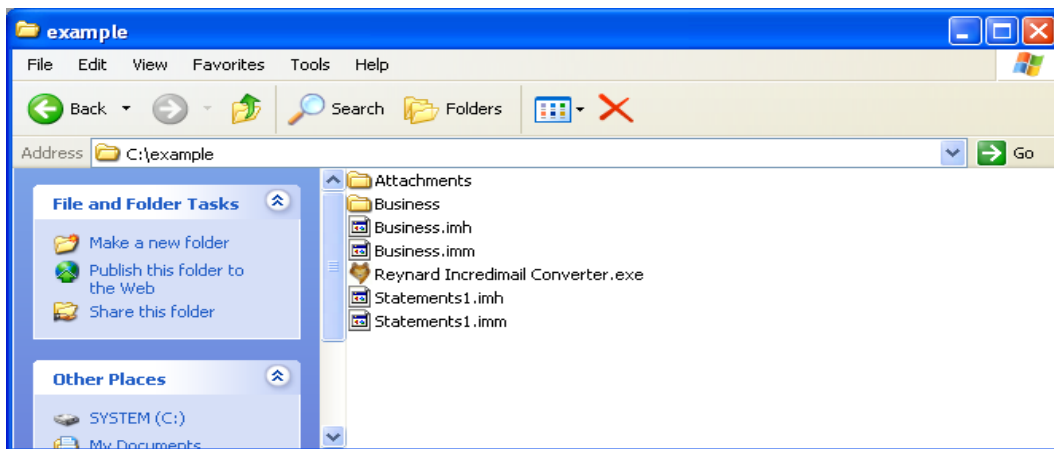 example
File Edit View Favorites Tools Help
Back Search Folders
Address C:\example Go
File and Folder Tasks
Make a new folder
Publish this folder to
the Web
Share this folder
Other Places
SYSTEM (C:)
My Documents
Attachments
Business
Business.imh
Business.imm
Reynard Incredimail Converter.exe
Statements1.imh
Statements1.imm